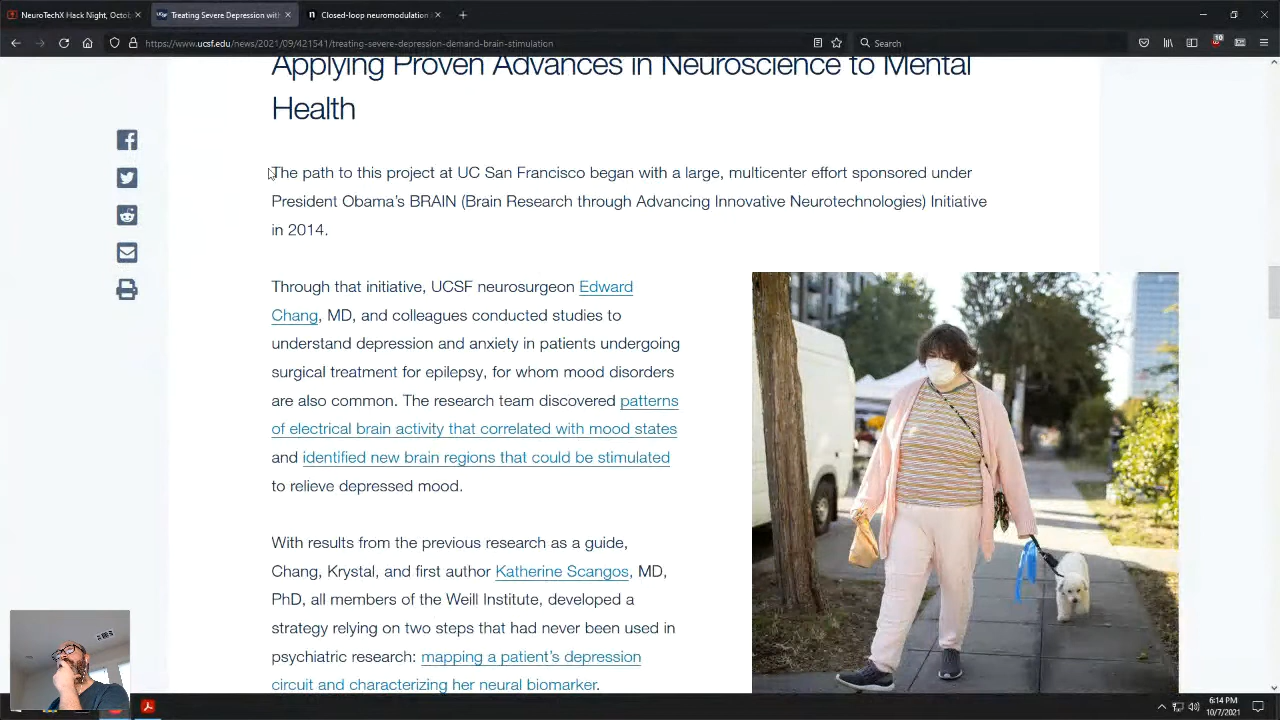 NeuroTechX Hack Night, Octob
Treating Severe Depression with
Closed-loop neuromodulation
https://www.ucsf.edu/news/2021/09/421541/treating-severe-depression-demand-brain-stimulation
Search
10
Applying Proven Advances in Neuroscience to Mental
Health
The path to this project at UC San Francisco began with a large, multicenter effort sponsored under
President Obama’s BRAIN (Brain Research through Advancing Innovative Neurotechnologies) Initiative
in 2014.
Through that initiative, UCSF neurosurgeon Edward
Chang, MD, and colleagues conducted studies to
understand depression and anxiety in patients undergoing
surgical treatment for epilepsy, for whom mood disorders
are also common. The research team discovered patterns
of electrical brain activity that correlated with mood states
and identified new brain regions that could be stimulated
to relieve depressed mood.
With results from the previous research as a guide,
Chang, Krystal, and first author Katherine Scangos, MD,
PhD, all members of the Weill Institute, developed a
strategy relying on two steps that had never been used in
psychiatric research: mapping a patient’s depression
circuit and characterizing her neural biomarker.
6:14 PM
10/7/2021